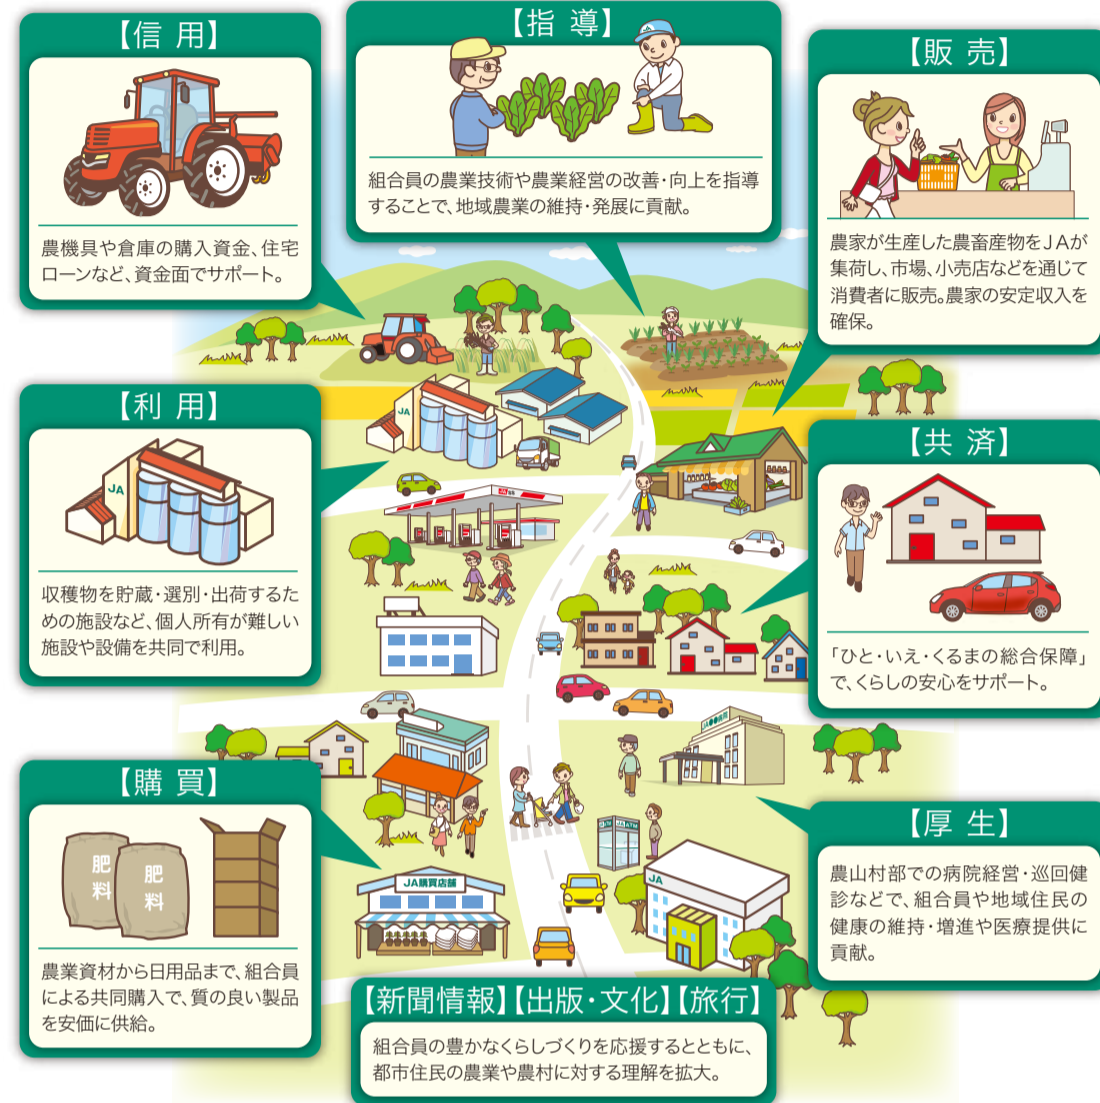 【信 用】
農機具や倉庫の購入資金、住宅
ローンなど、資金面でサポート。
【指 導】
組合員の農業技術や農業経営の改善・向上を指導
することで、地域農業の維持・発展に貢献。
【販 売】
農家が生産した農畜産物をJAが
集荷し、市場、小売店などを通じて
消費者に販売。農家の安定収入を
確保。
【利 用】
JA
収穫物を貯蔵・選別・出荷するた
めの施設など、個人所有が難しい
施設や設備を共同で利用。
JA
【共 済】
「ひと・いえ・くるまの総合保障」
で、くらしの安心をサポート。
【購 買】
肥料
肥料
農業資材から日用品まで、組合員
による共同購入で、質の良い製品
を安価に供給。
JA購買店舗
JA ATM
JA
【厚 生】
農山村部での病院経営・巡回健
診などで、組合員や地域住民の
健康の維持・増進や医療提供に
貢献。
【新聞情報】【出版・文化】【旅行】
組合員の豊かなくらしづくりを応援するとともに、
都市住民の農業や農村に対する理解を拡大。